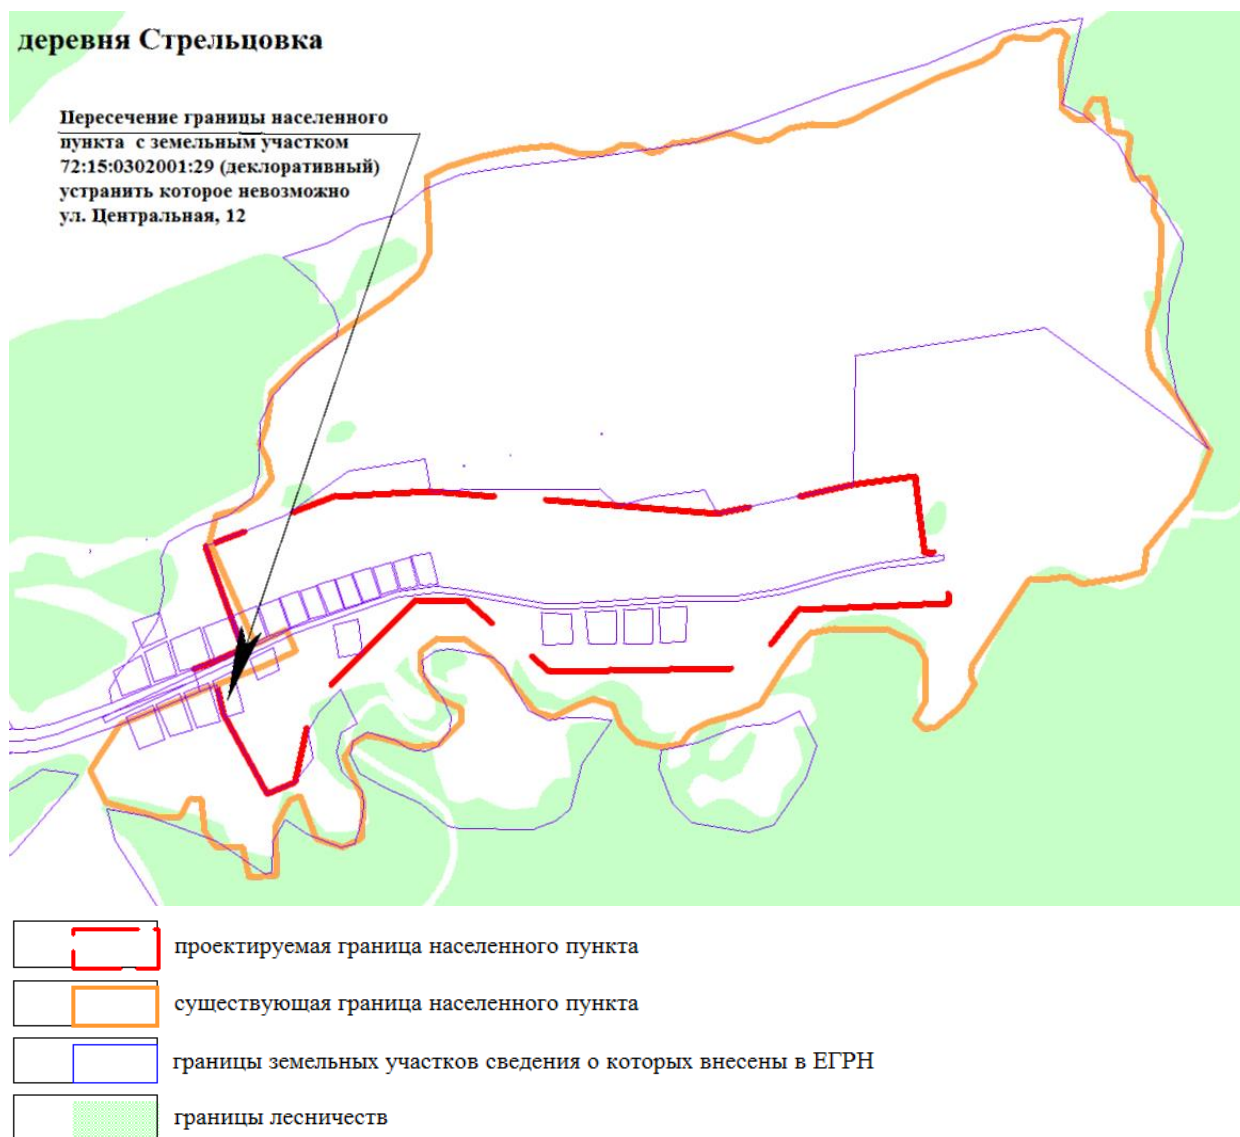 деревня Стрельцовка
Пересечение границы населенного
пункта с земельным участком
72:15:0302001:29 (деклоративный)
устранить которое невозможно
ул. Центральная, 12
проектируемая граница населенного пункта
существующая граница населенного пункта
границы земельных участков сведения о которых внесены в ЕГРН
границы лесничеств